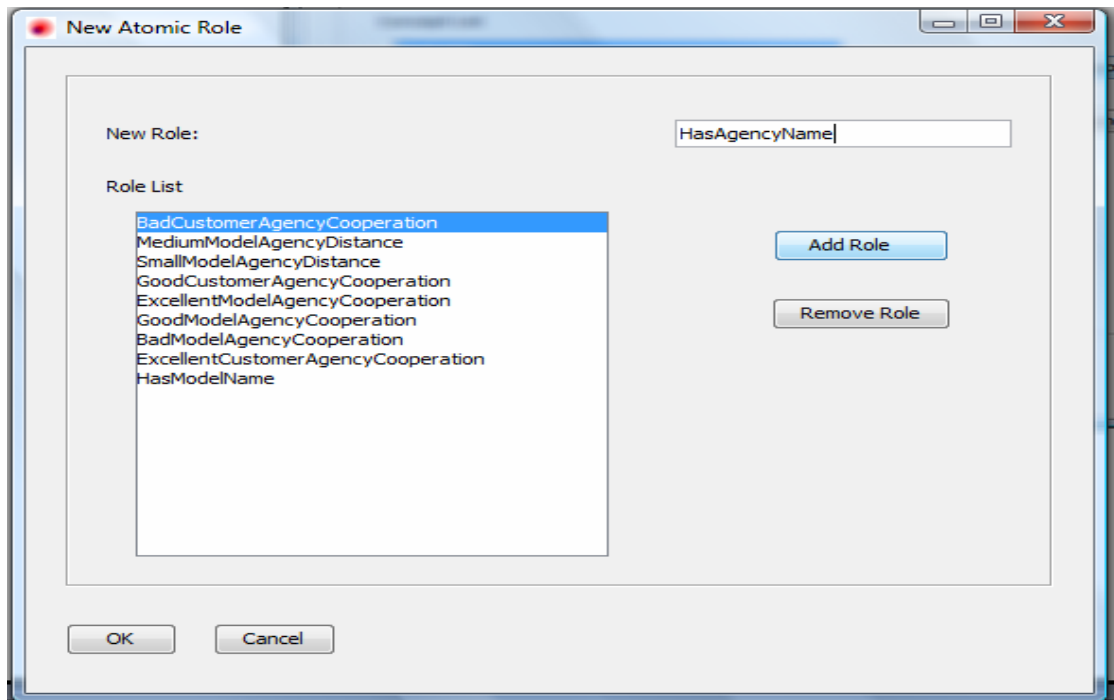 New Atomic Role
New Role:
HasAgencyName
Role List
BadCustomerAgencyCooperation
MediumModelAgencyDistance
SmallModelAgencyDistance
GoodCustomerAgencyCooperation
ExcellentModelAgencyCooperation
GoodModelAgencyCooperation
BadModelAgencyCooperation
ExcellentCustomerAgencyCooperation
HasModelName
Add Role
Remove Role
OK
Cancel